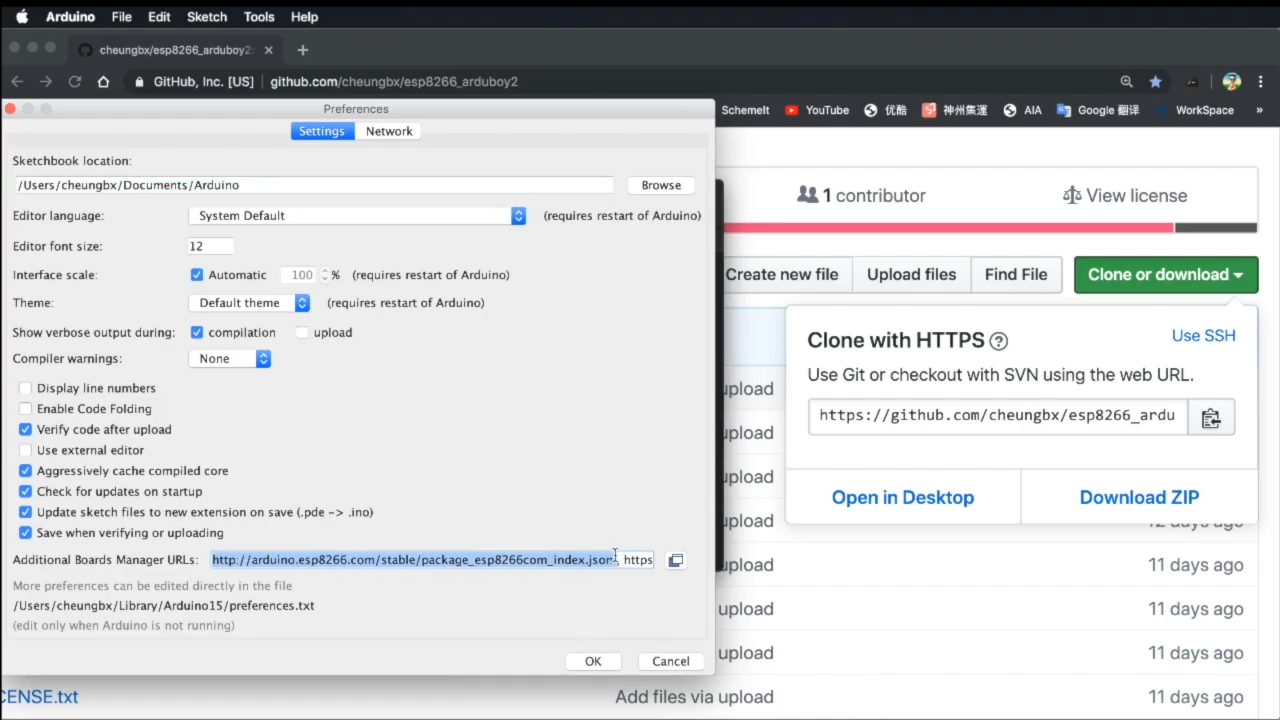 Arduino File Edit Sketch Tools Help
cheungbx/esp8266_arduboy2:
GitHub, Inc. [US] github.com/cheungbx/esp8266_arduboy2
SchemeIt YouTube 优酷 神州集運 AIA Google 翻译 WorkSpace »
Preferences
Settings Network
Sketchbook location:
/Users/cheungbx/Documents/Arduino Browse
Editor language: System Default (requires restart of Arduino)
Editor font size: 12
Interface scale: Automatic 100 % (requires restart of Arduino)
Theme: Default theme (requires restart of Arduino)
Show verbose output during: compilation upload
Compiler warnings: None
Display line numbers
Enable Code Folding
Verify code after upload
Use external editor
Aggressively cache compiled core
Check for updates on startup
Update sketch files to new extension on save (.pde -> .ino)
Save when verifying or uploading
Additional Boards Manager URLs: http://arduino.esp8266.com/stable/package_esp8266com_index.json, https
More preferences can be edited directly in the file
/Users/cheungbx/Library/Arduino15/preferences.txt
(edit only when Arduino is not running)
OK Cancel
1 contributor View license
Create new file Upload files Find File Clone or download
Clone with HTTPS ? Use SSH
Use Git or checkout with SVN using the web URL.
https://github.com/cheungbx/esp8266_ardu
Open in Desktop Download ZIP
upload
upload
upload
upload 12 days ago
upload 11 days ago
upload 11 days ago
upload 11 days ago
CENSE.txt Add files via upload 11 days ago